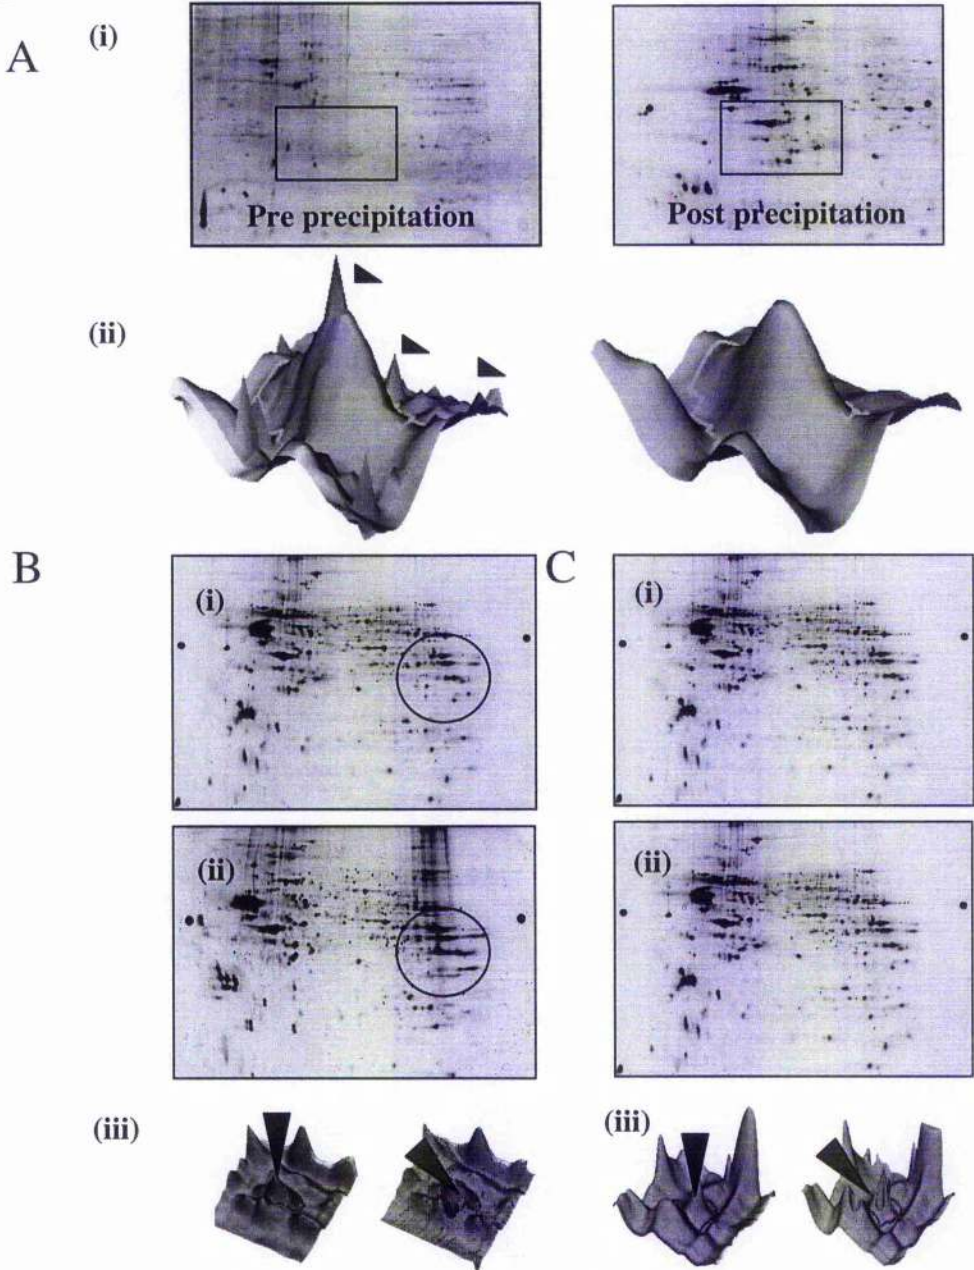 A
(i)
Pre precipitation
Post precipitation
(ii)
B
(i)
C
(i)
(ii)
(ii)
(iii)
(iii)